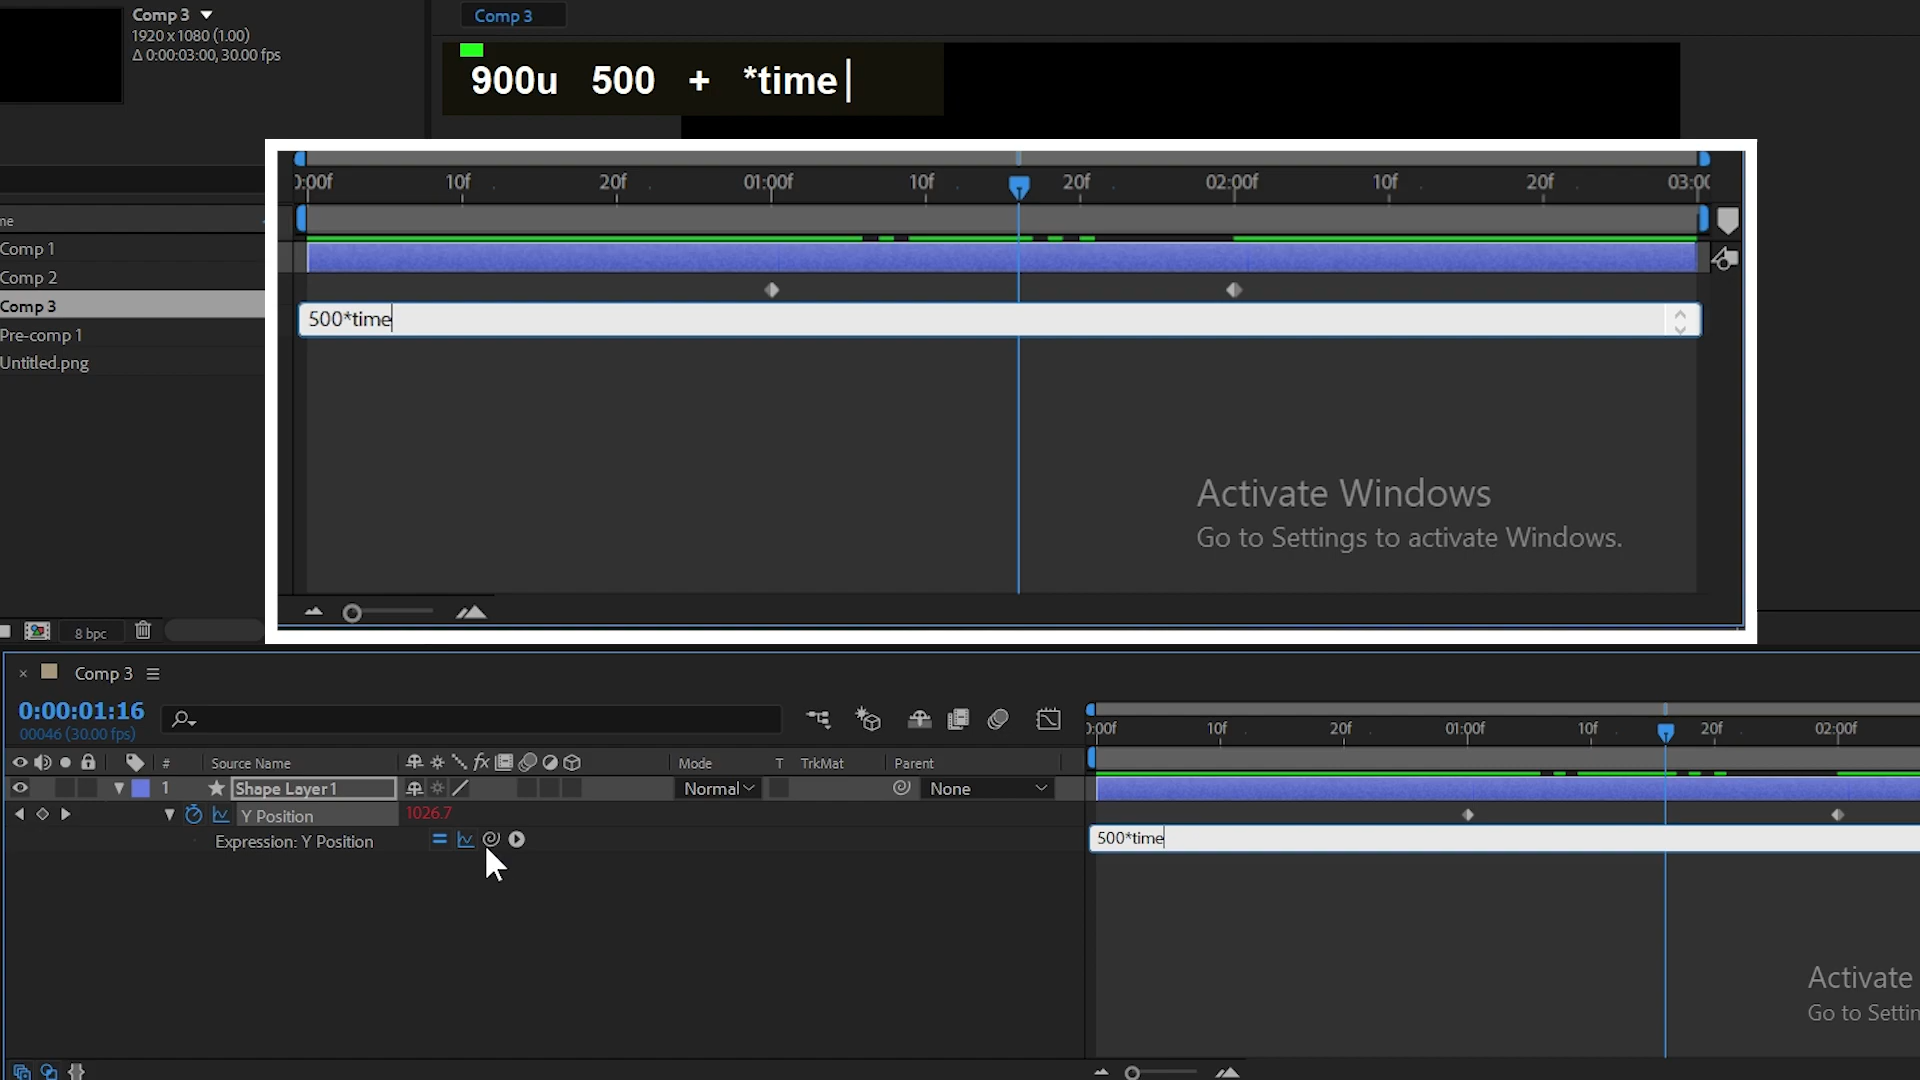 Comp 3
1920 x 1080 (1.00)
Δ 0:00:03:00, 30.00 fps
Comp 3
900u 500 + *time
):00f 10f 20f 01:00f 10f 20f 02:00f 10f 20f 03:00
me
Comp 1
Comp 2
Comp 3
Pre-comp 1
Untitled.png
500*time
Activate Windows
Go to Settings to activate Windows.
8 bpc
Comp 3
0:00:01:16
00046 (30.00 fps)
):00f 10f 20f 01:00f 10f 20f 02:00f
# Source Name Mode T TrkMat Parent
1 Shape Layer 1 Normal None
Y Position 1026.7
Expression: Y Position
500*time
Activate
Go to Settin